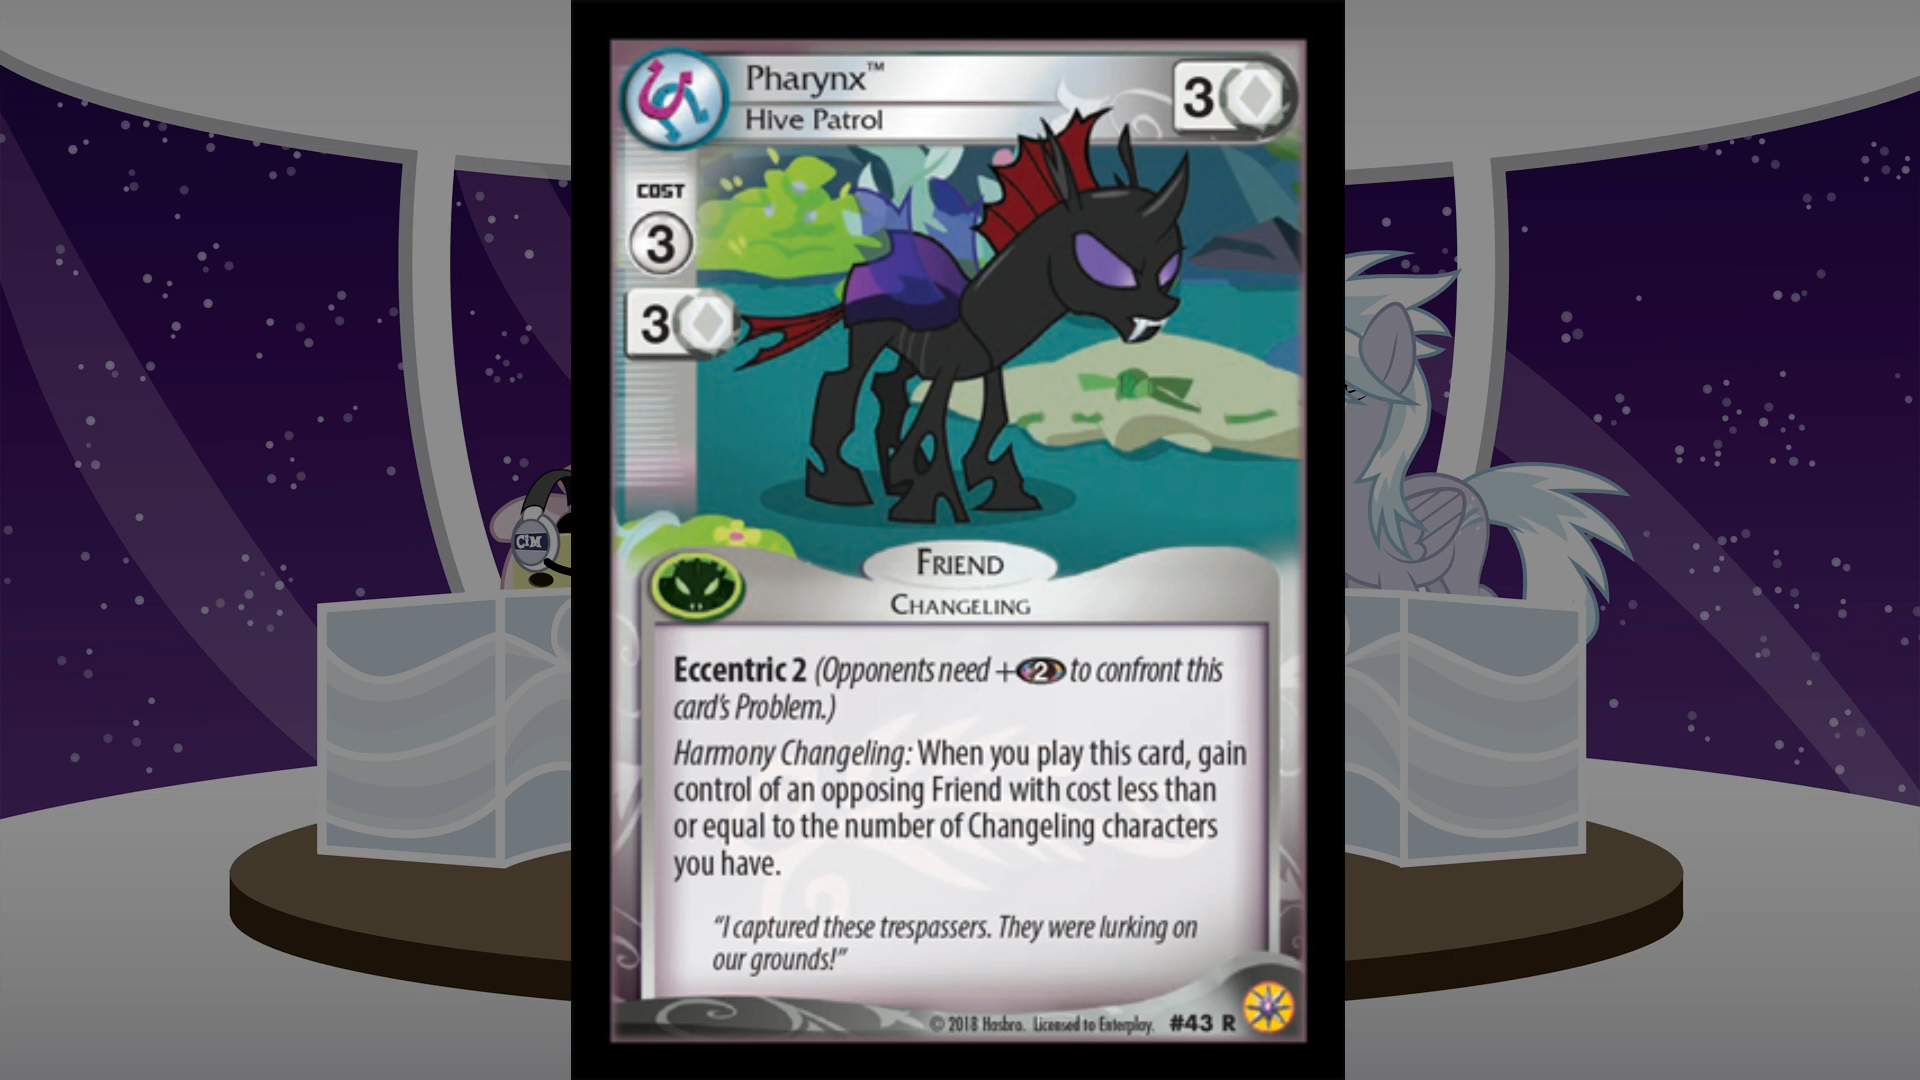 Pharynx™
Hive Patrol
3
COST
3
3
FRIEND
CHANGELING
Eccentric 2 (Opponents need +2 to confront this
card's Problem.)
Harmony Changeling: When you play this card, gain
control of an opposing Friend with cost less than
or equal to the number of Changeling characters
you have.
"I captured these trespassers. They were lurking on
our grounds!"
© 2018 Hasbro. Licensed to Enterplay. #43 R
CiM